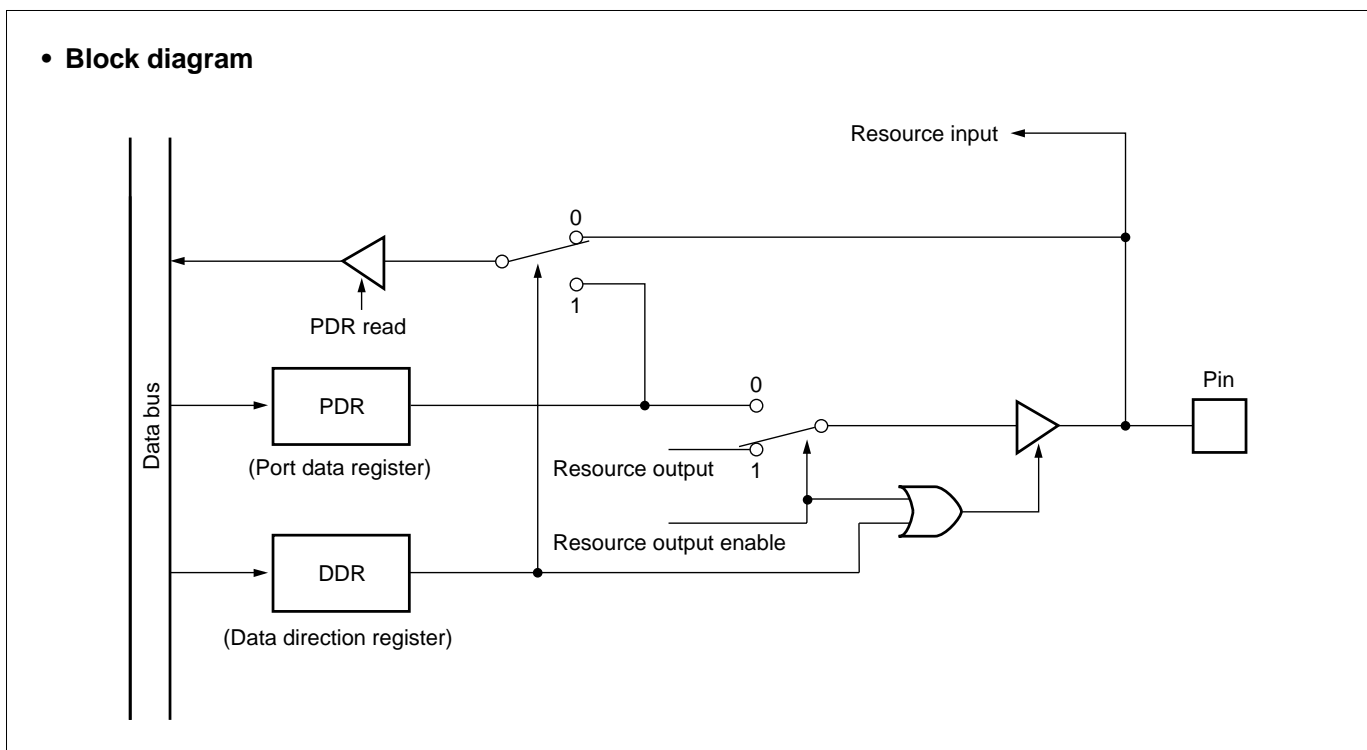 • Block diagram
Resource input
0
1
PDR read
Data bus
PDR
(Port data register)
0
Resource output
1
Pin
Resource output enable
DDR
(Data direction register)